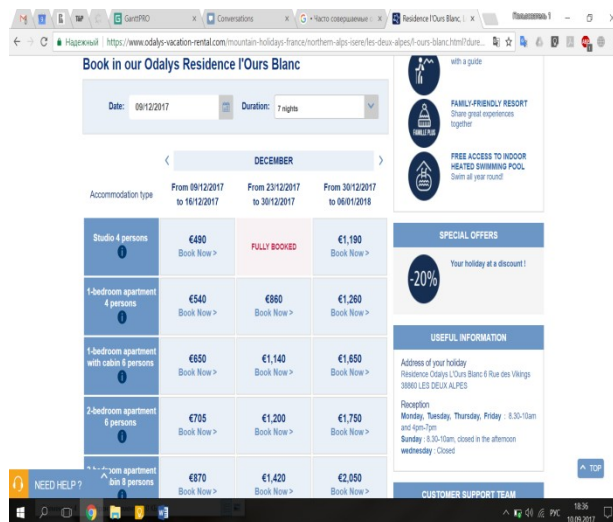 GanttPRO
Conversations
G • Часто совершаемые
Residence l'Ours Blanc, L
Надежный https://www.odalys-vacation-rental.com/mountain-holidays-france/northern-alps-isere/les-deux-alpes/l-ours-blanc.html?dure...
Book in our Odalys Residence l'Ours Blanc
Date: 09/12/2017 Duration: 7 nights
DECEMBER
Accommodation type
From 09/12/2017 to 16/12/2017
From 23/12/2017 to 30/12/2017
From 30/12/2017 to 06/01/2018
Studio 4 persons
€490 Book Now >
FULLY BOOKED
€1,190 Book Now >
1-bedroom apartment 4 persons
€540 Book Now >
€860 Book Now >
€1,260 Book Now >
1-bedroom apartment with cabin 6 persons
€650 Book Now >
€1,140 Book Now >
€1,650 Book Now >
2-bedroom apartment 6 persons
€705 Book Now >
€1,200 Book Now >
€1,750 Book Now >
apartment
bin 8 persons
€870 Book Now >
€1,420 Book Now >
€2,050 Book Now >
with a guide
FAMILLE PLUS
FAMILY-FRIENDLY RESORT
Share great experiences
together
FREE ACCESS TO INDOOR
HEATED SWIMMING POOL
Swim all year round!
SPECIAL OFFERS
-20%
Your holiday at a discount !
USEFUL INFORMATION
Address of your holiday
Residence Odalys L'Ours Blanc 6 Rue des Vikings
38860 LES DEUX ALPES
Reception
Monday, Tuesday, Thursday, Friday : 8.30-10am
and 4pm-7pm
Sunday : 8.30-10am, closed in the afternoon
wednesday : Closed
TOP
CUSTOMER SUPPORT TEAM
NEED HELP ?
РУС
18:36
10.09.2017